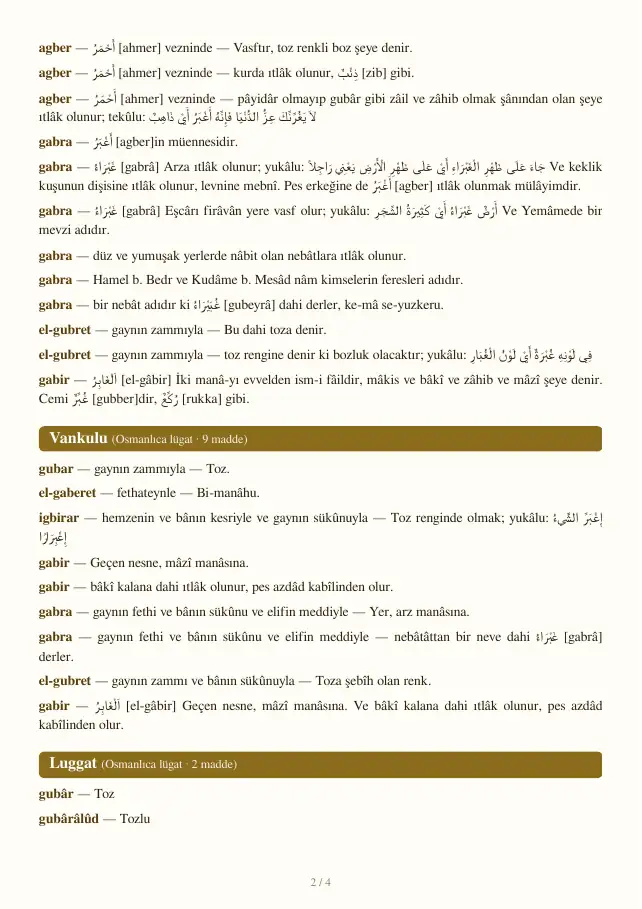 agber — أَحْمَرُ [ahmer] vezninde — Vasftır, toz renkli boz şeye denir.
agber — أَحْمَرُ [ahmer] vezninde — kurda ıtlâk olunur, ذِئْبٌ [zib] gibi.
agber — أَحْمَرُ [ahmer] vezninde — pâyidâr olmayıp gubâr gibi zâil ve zâhib olmak şânından olan şeye
ıtlâk olunur; tekûlu: لاَ يَغُرَّنَّكَ عِزُّ الدُّنْيَا فَإِنَّهُ أَغْبَرُ أَيْ ذَاهِبٌ
gabra — أَغْبَرُ [agber]in müennesidir.
gabra — غَبْرَاءُ [gabrâ] Arza ıtlâk olunur; yukâlu: جَاءَ عَلَى ظَهْرِ الْغَبْرَاءِ أَيْ عَلَى ظَهْرِ الْأَرْضِ يَعْنِي رَاجِلاً Ve keklik
kuşunun dişisine ıtlâk olunur, levnine mebnî. Pes erkeğine de أَغْبَرُ [agber] ıtlâk olunmak mülâyimdir.
gabra — غَبْرَاءُ [gabrâ] Eşcârı firâvân yere vasf olur; yukâlu: أَرْضٌ غَبْرَاءُ أَيْ كَثِيرَةُ الشَّجَرِ Ve Yemâmede bir
mevzi adıdır.
gabra — düz ve yumuşak yerlerde nâbit olan nebâtlara ıtlâk olunur.
gabra — Hamel b. Bedr ve Kudâme b. Mesâd nâm kimselerin feresleri adıdır.
gabra — bir nebât adıdır ki غُبَيْرَاءُ [gubeyrâ] dahi derler, ke-mâ se-yuzkeru.
el-gubret — gaynın zammıyla — Bu dahi toza denir.
el-gubret — gaynın zammıyla — toz rengine denir ki bozluk olacaktır; yukâlu: فِي لَوْنِهِ غُبْرَةٌ أَيْ لَوْنُ الْغُبَارِ
gabir — اَلْغَابِرُ [el-gâbir] İki manâ-yı evvelden ism-i fâildir, mâkis ve bâkî ve zâhib ve mâzî şeye denir.
Cemi غُبَّرٌ [gubber]dir, رُكَّعٌ [rukka] gibi.
Vankulu (Osmanlıca lügat · 9 madde)
gubar — gaynın zammıyla — Toz.
el-gaberet — fethateynle — Bi-manâhu.
igbirar — hemzenin ve bânın kesriyle ve gaynın sükûnuyla — Toz renginde olmak; yukâlu: إِغْبَرَّ الشَّيْءُ
إِغْبِرَارًا
gabir — Geçen nesne, mâzî manâsına.
gabir — bâkî kalana dahi ıtlâk olunur, pes azdâd kabîlinden olur.
gabra — gaynın fethi ve bânın sükûnu ve elifin meddiyle — Yer, arz manâsına.
gabra — gaynın fethi ve bânın sükûnu ve elifin meddiyle — nebâtâttan bir neve dahi غَبْرَاءُ [gabrâ]
derler.
el-gubret — gaynın zammı ve bânın sükûnuyla — Toza şebîh olan renk.
gabir — اَلْغَابِرُ [el-gâbir] Geçen nesne, mâzî manâsına. Ve bâkî kalana dahi ıtlâk olunur, pes azdâd
kabîlinden olur.
Luggat (Osmanlıca lügat · 2 madde)
gubâr — Toz
gubârâlûd — Tozlu
2 / 4